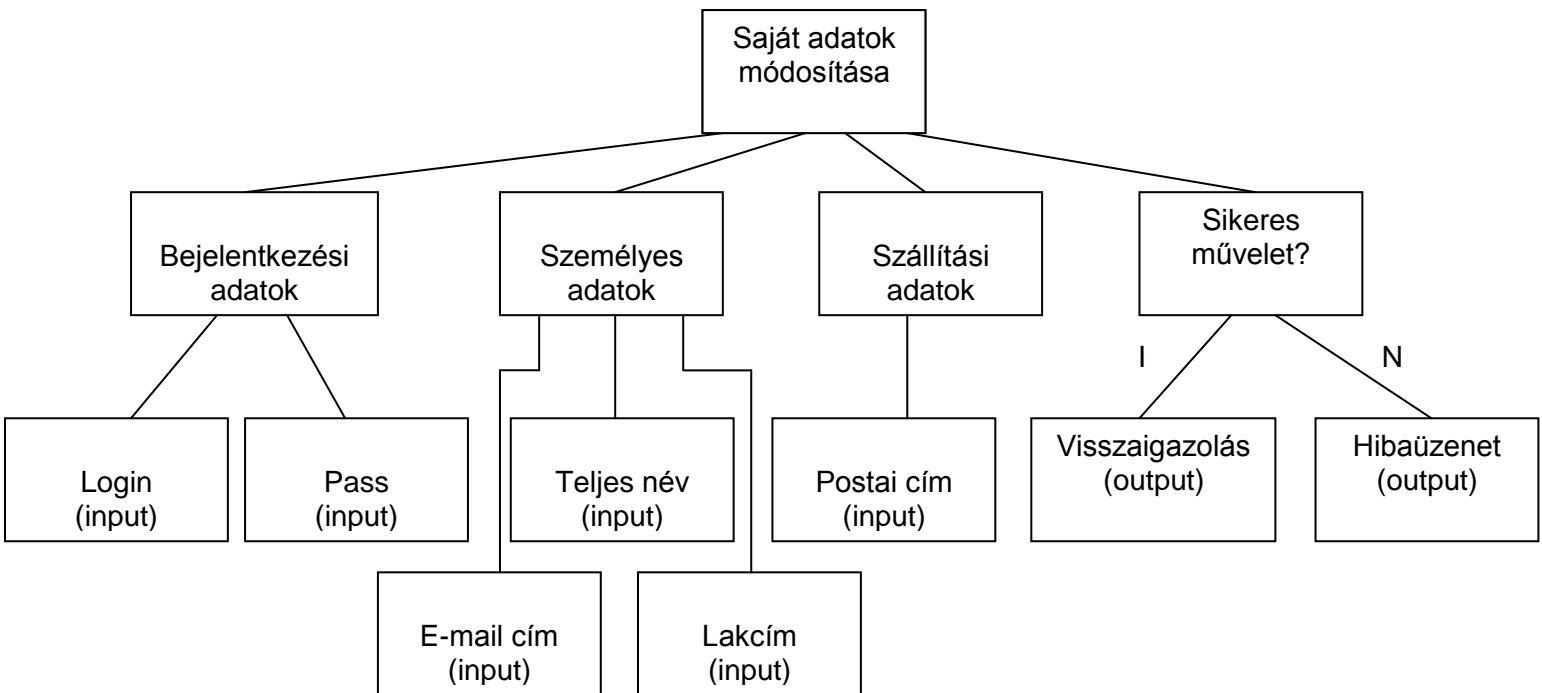 Saját adatok
módosítása
Bejelentkezési
adatok
Személyes
adatok
Szállítási
adatok
Sikeres
művelet?
I
N
Login
(input)
Pass
(input)
Teljes név
(input)
Postai cím
(input)
Visszaigazolás
(output)
Hibaüzenet
(output)
E-mail cím
(input)
Lakcím
(input)